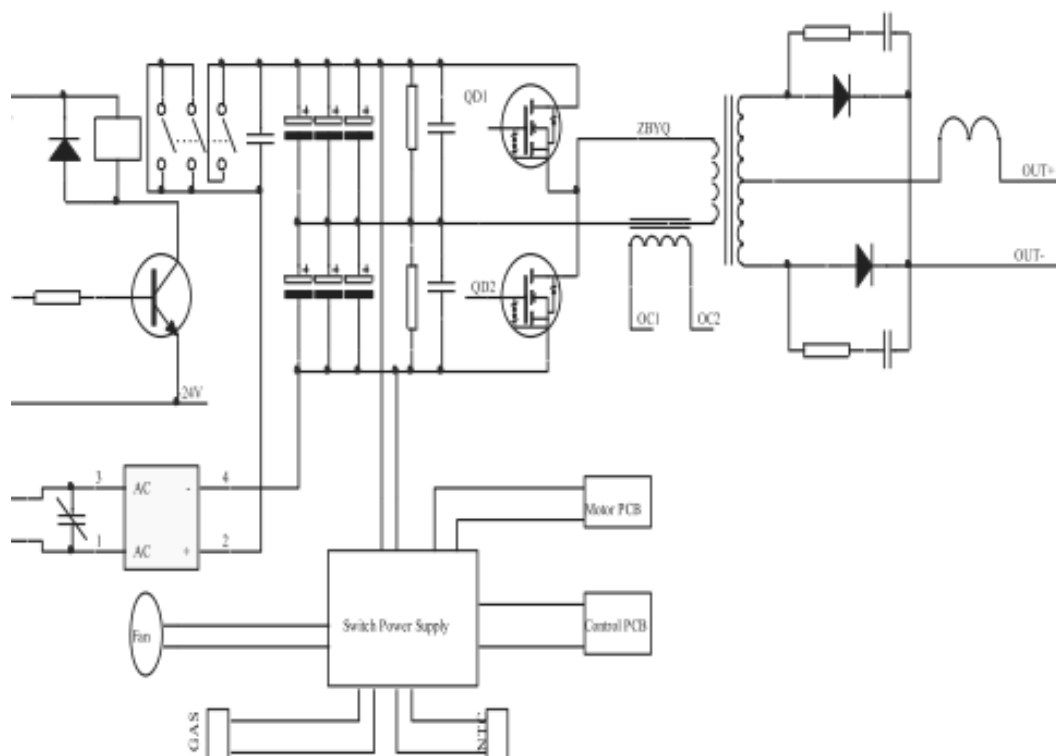 QD1
ZBYQ
OUT+
OUT-
QD2
OC1
OC2
24V
3
AC
-
4
1
AC
+
2
Motor PCB
Switch Power Supply
Control PCB
Fan
GAS
NTC